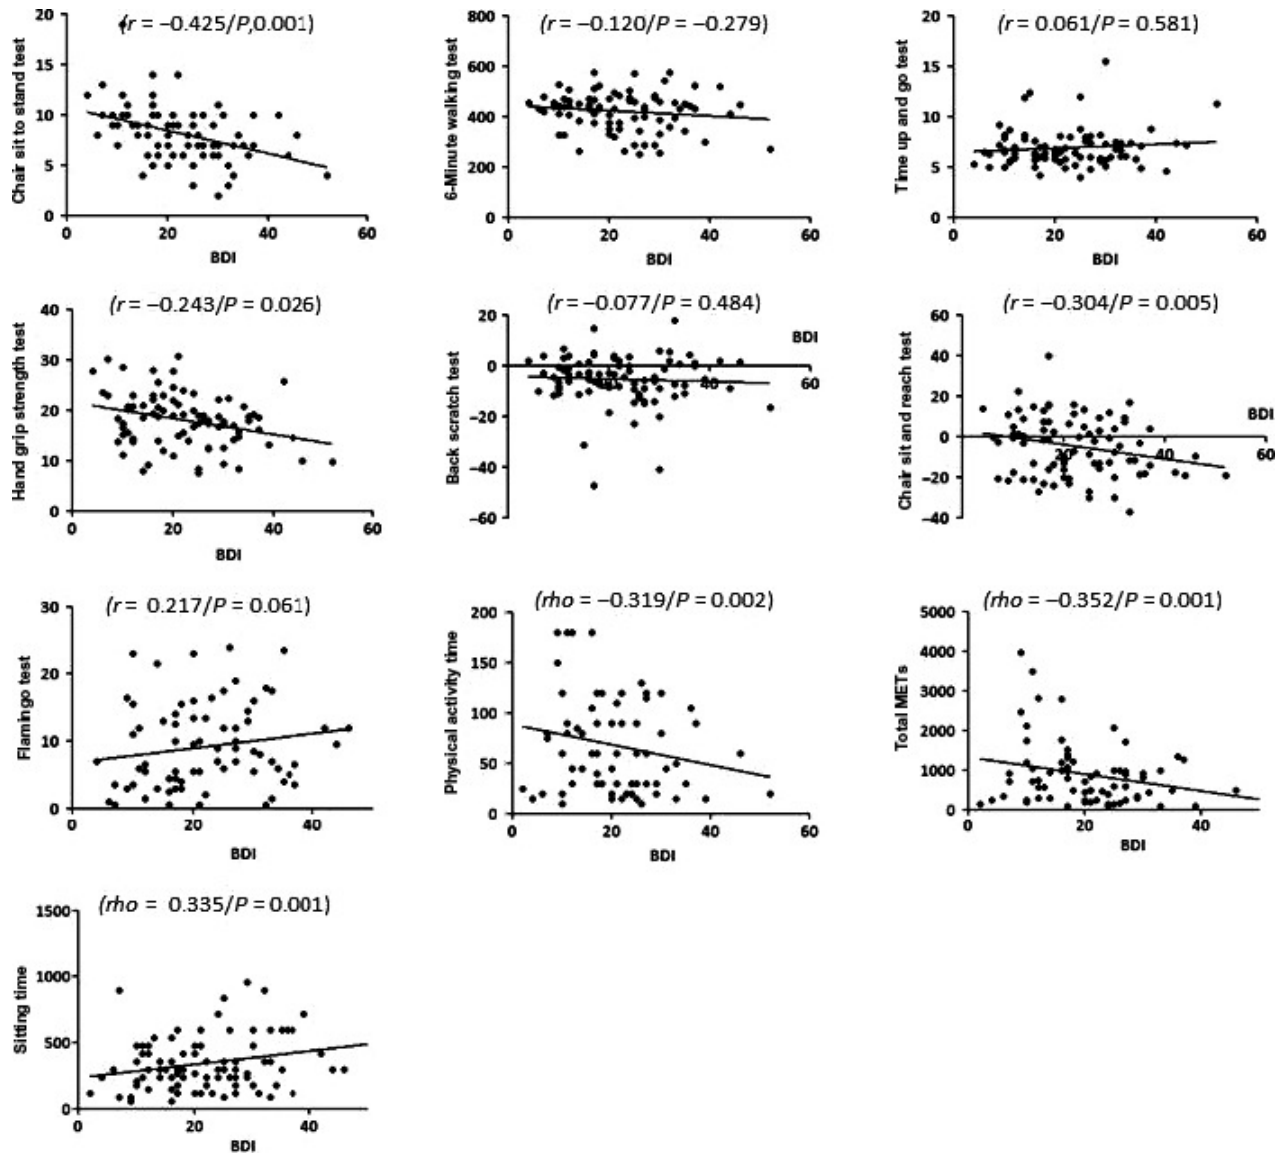 (r = −0.425/P,0.001)
Chair sit to stand test
20
15
10
5
0
0 20 40 60
BDI
(r = −0.120/P = −0.279)
6-Minute walking test
800
600
400
200
0
0 20 40 60
BDI
(r = 0.061/P = 0.581)
Time up and go test
20
15
10
5
0
0 20 40 60
BDI
(r = −0.243/P = 0.026)
Hand grip strength test
40
30
20
10
0
0 20 40 60
BDI
(r = −0.077/P = 0.484)
Back scratch test
20
0
−20
−40
−60
BDI
40 60
(r = −0.304/P = 0.005)
Chair sit and reach test
60
40
20
0
−20
−40
BDI
20 40 60
(r = 0.217/P = 0.061)
Flamingo test
30
20
10
0
0 20 40
BDI
(rho = −0.319/P = 0.002)
Physical activity time
200
150
100
50
0
0 20 40 60
BDI
(rho = −0.352/P = 0.001)
Total METs
5000
4000
3000
2000
1000
0
0 20 40
BDI
(rho = 0.335/P = 0.001)
Sitting time
1500
1000
500
0
0 20 40
BDI